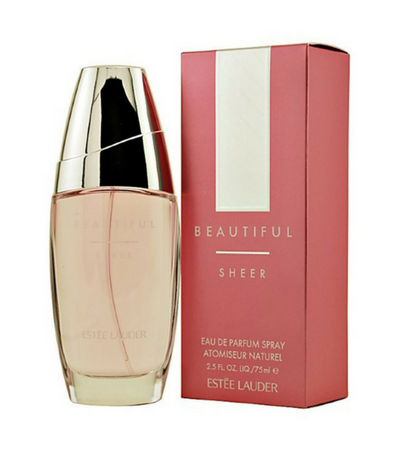 BEAUTIFUL
SHEER
ESTĒE LAUDER
BEAUTIFUL
SHEER
EAU DE PARFUM SPRAY
ATOMISEUR NATUREL
2.5 FL. OZ. LIQ./75 ml ℮
ESTĒE LAUDER